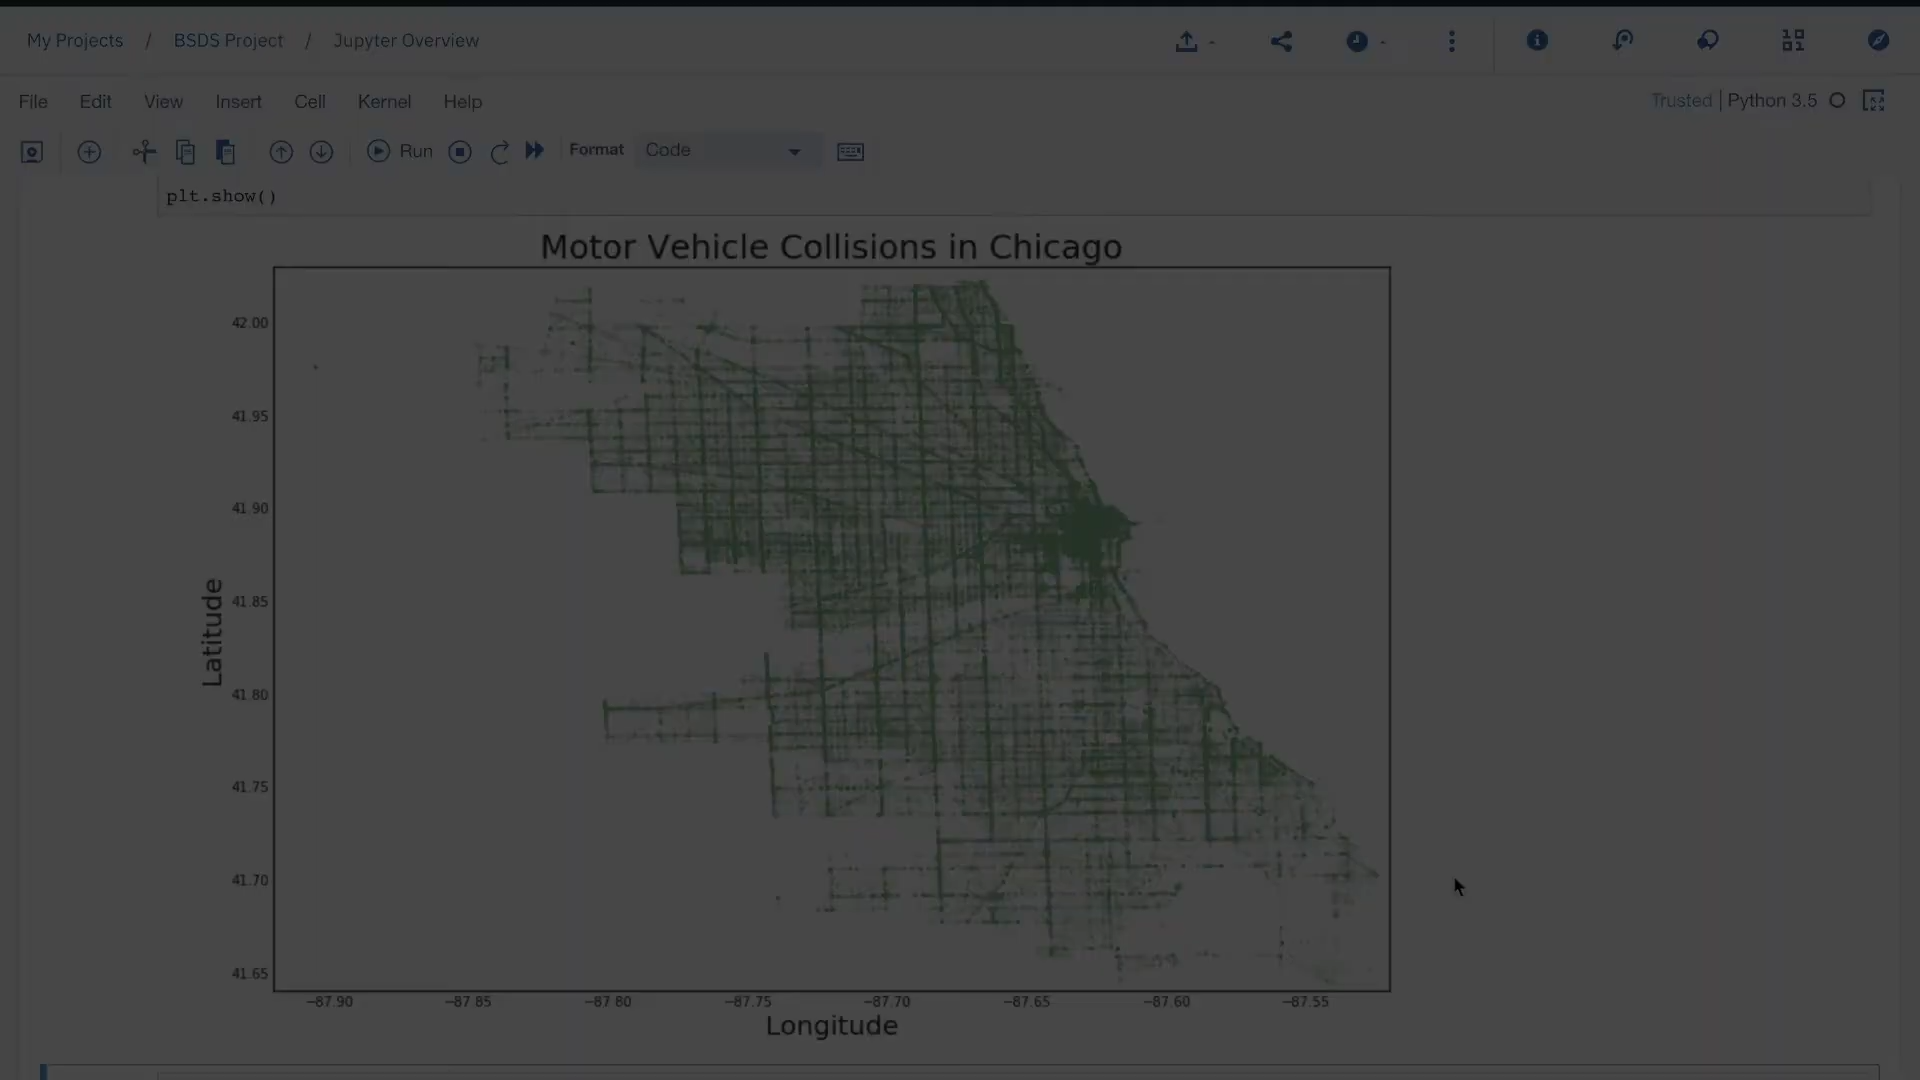 My Projects / BSDS Project / Jupyter Overview
File Edit View Insert Cell Kernel Help
Trusted | Python 3.5
Run Format Code
plt.show()
Motor Vehicle Collisions in Chicago
42.00
41.95
41.90
41.85
41.80
41.75
41.70
41.65
Latitude
−87.90 −87.85 −87.80 −87.75 −87.70 −87.65 −87.60 −87.55
Longitude